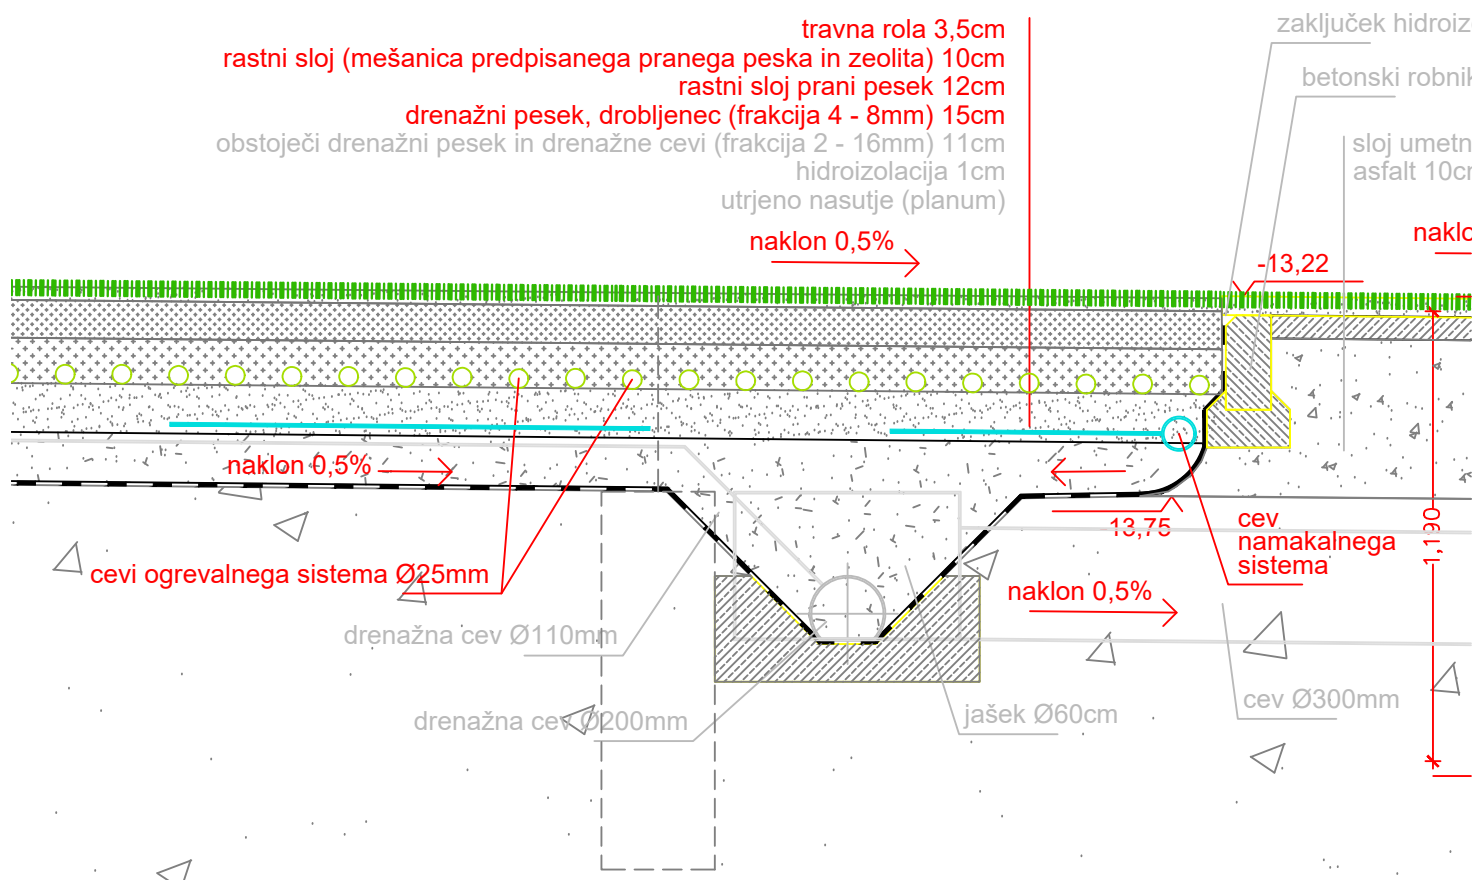 travna rola 3,5cm
rastni sloj (mešanica predpisanega pranega peska in zeolita) 10cm
rastni sloj prani pesek 12cm
drenažni pesek, drobljenec (frakcija 4 - 8mm) 15cm
obstoječi drenažni pesek in drenažne cevi (frakcija 2 - 16mm) 11cm
hidroizolacija 1cm
utrjeno nasutje (planum)
zaključek hidroiz
betonski robnik
sloj umetn
asfalt 10c
naklon 0,5%
naklo
-13,22
naklon 0,5%
13,75
cev
namakalnega
sistema
1,190
cevi ogrevalnega sistema Ø25mm
naklon 0,5%
drenažna cev Ø110mm
drenažna cev Ø200mm
jašek Ø60cm
cev Ø300mm